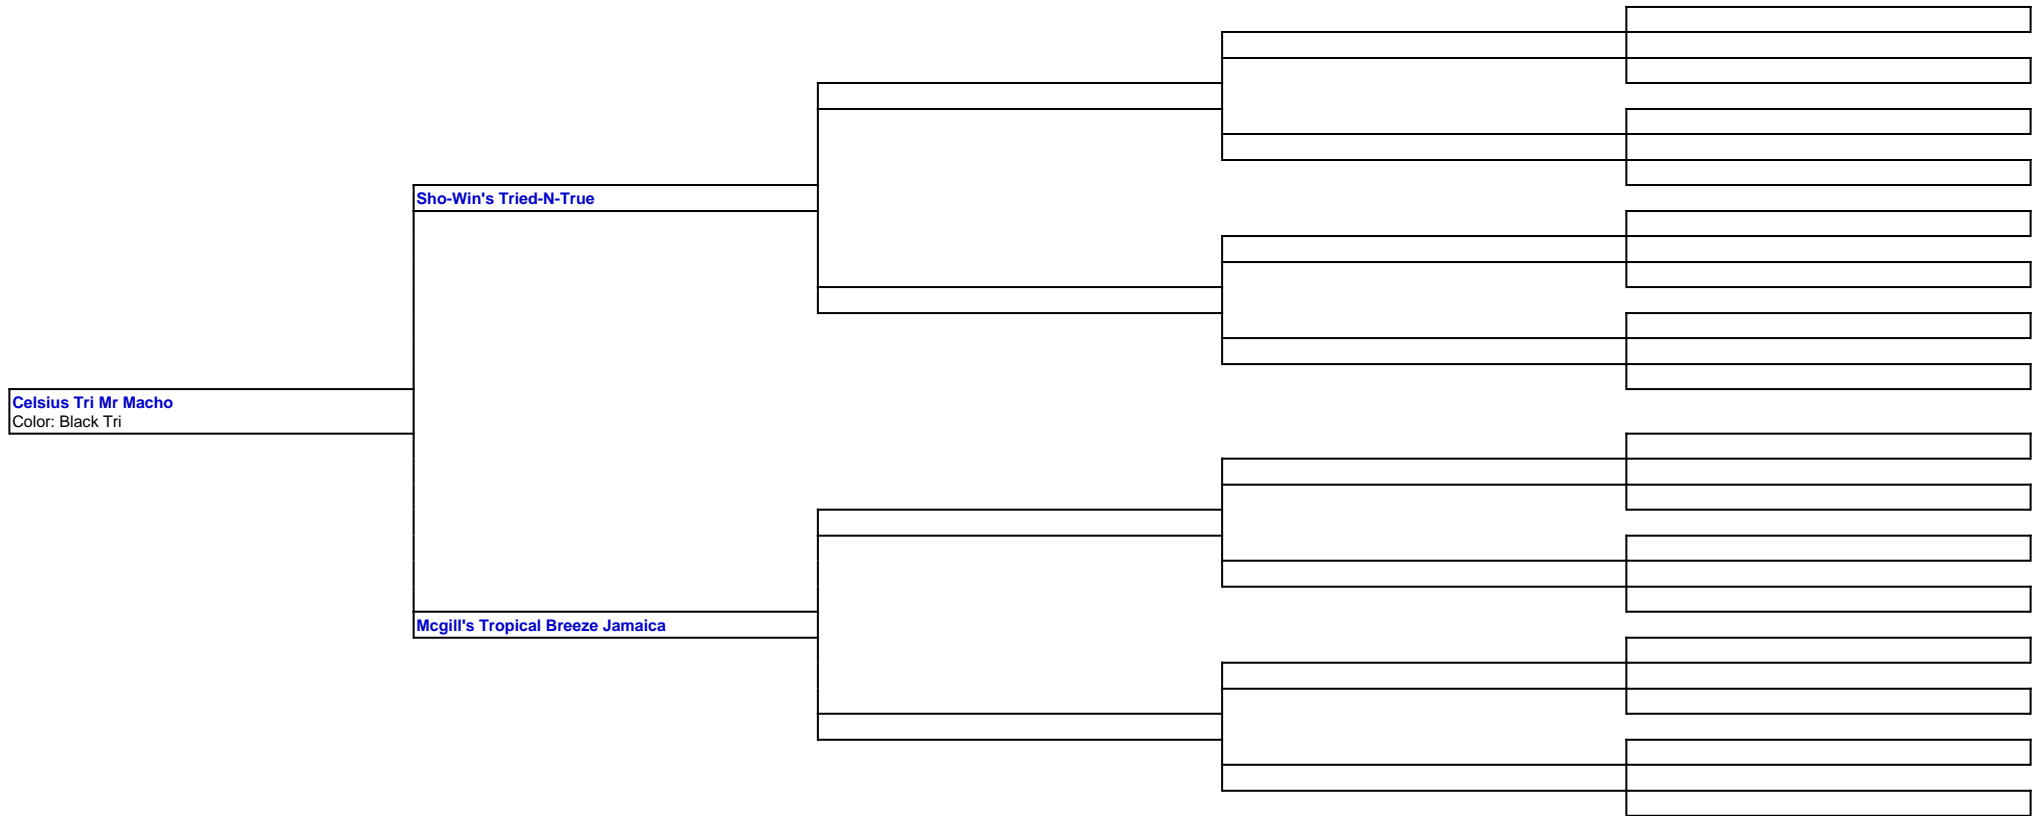 Sho-Win's Tried-N-True
Celsius Tri Mr Macho
Color: Black Tri
Mcgill's Tropical Breeze Jamaica